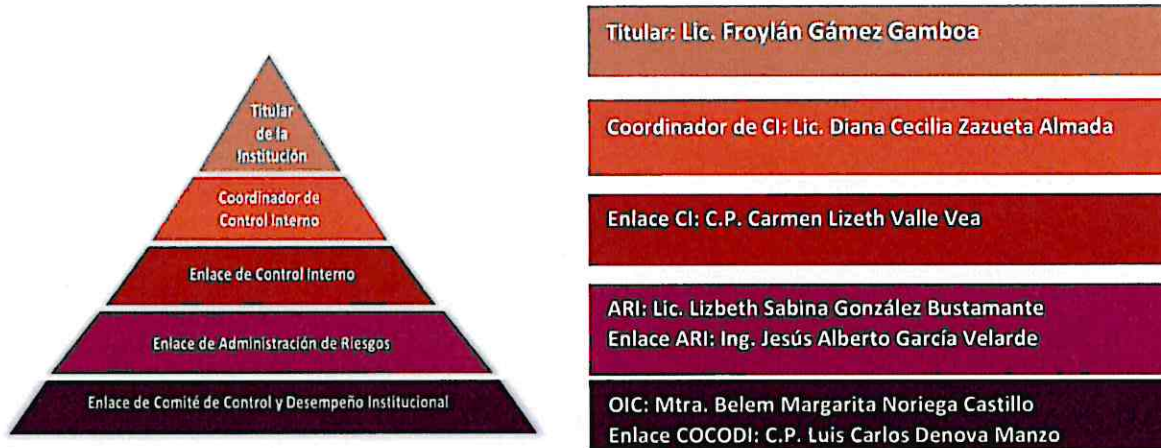 Titular
de la
Institución
Coordinador de
Control Interno
Enlace de Control Interno
Enlace de Administración de Riesgos
Enlace de Comité de Control y Desempeño Institucional
Titular: Lic. Froylán Gámez Gamboa
Coordinador de CI: Lic. Diana Cecilia Zazueta Almada
Enlace CI: C.P. Carmen Lizeth Valle Vea
ARI: Lic. Lizbeth Sabina González Bustamante
Enlace ARI: Ing. Jesús Alberto García Velarde
OIC: Mtra. Belem Margarita Noriega Castillo
Enlace COCODI: C.P. Luis Carlos Denova Manzo